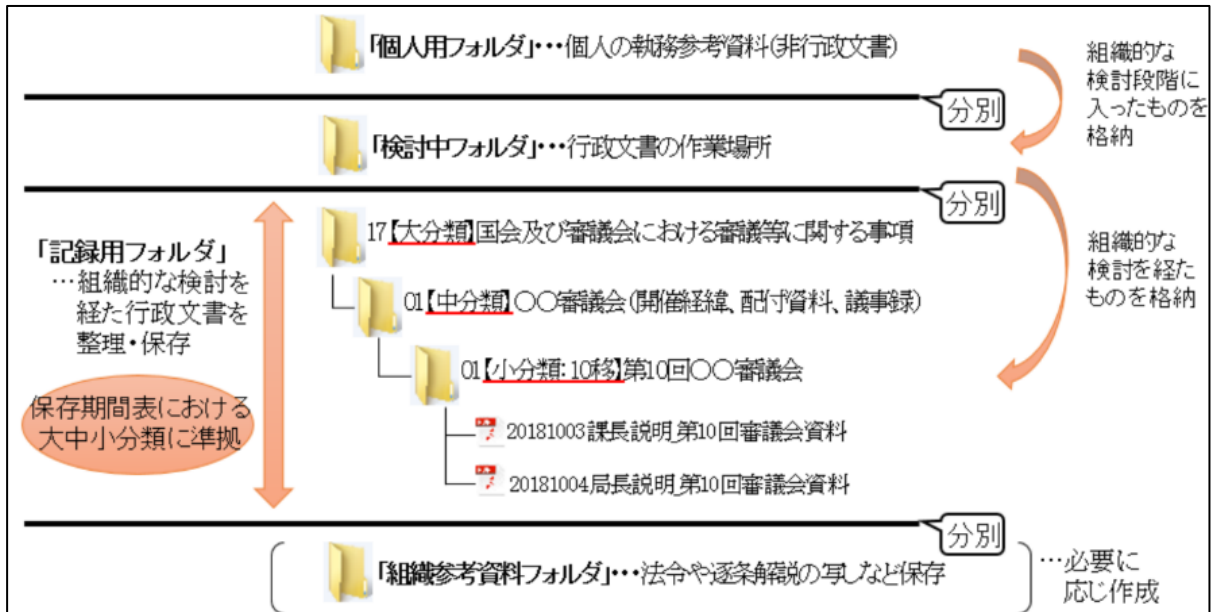 「個人用フォルダ」・・・個人の執務参考資料(非行政文書)
組織的な
検討段階に
入ったものを
格納
分別
「検討中フォルダ」・・・行政文書の作業場所
分別
「記録用フォルダ」
…組織的な検討を
経た行政文書を
整理・保存
保存期間表における
大中小分類に準拠
17【大分類】国会及び審議会における審議等に関する事項
01【中分類】〇〇審議会(開催経緯、配付資料、議事録)
01【小分類:10移】第10回〇〇審議会
20181003課長説明_第10回審議会資料
20181004局長説明_第10回審議会資料
組織的な
検討を経た
ものを格納
分別
「組織参考資料フォルダ」・・・法令や逐条解説の写しなど保存
…必要に
応じ作成